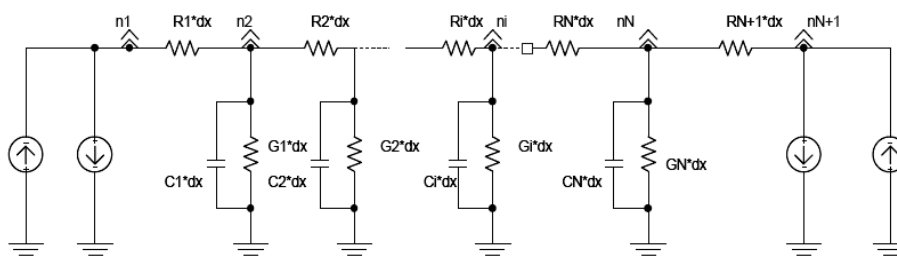 n1 R1*dx n2 R2*dx Ri*dx ni RN*dx nN RN+1*dx nN+1
G1*dx G2*dx Gi*dx GN*dx
C1*dx C2*dx Ci*dx CN*dx